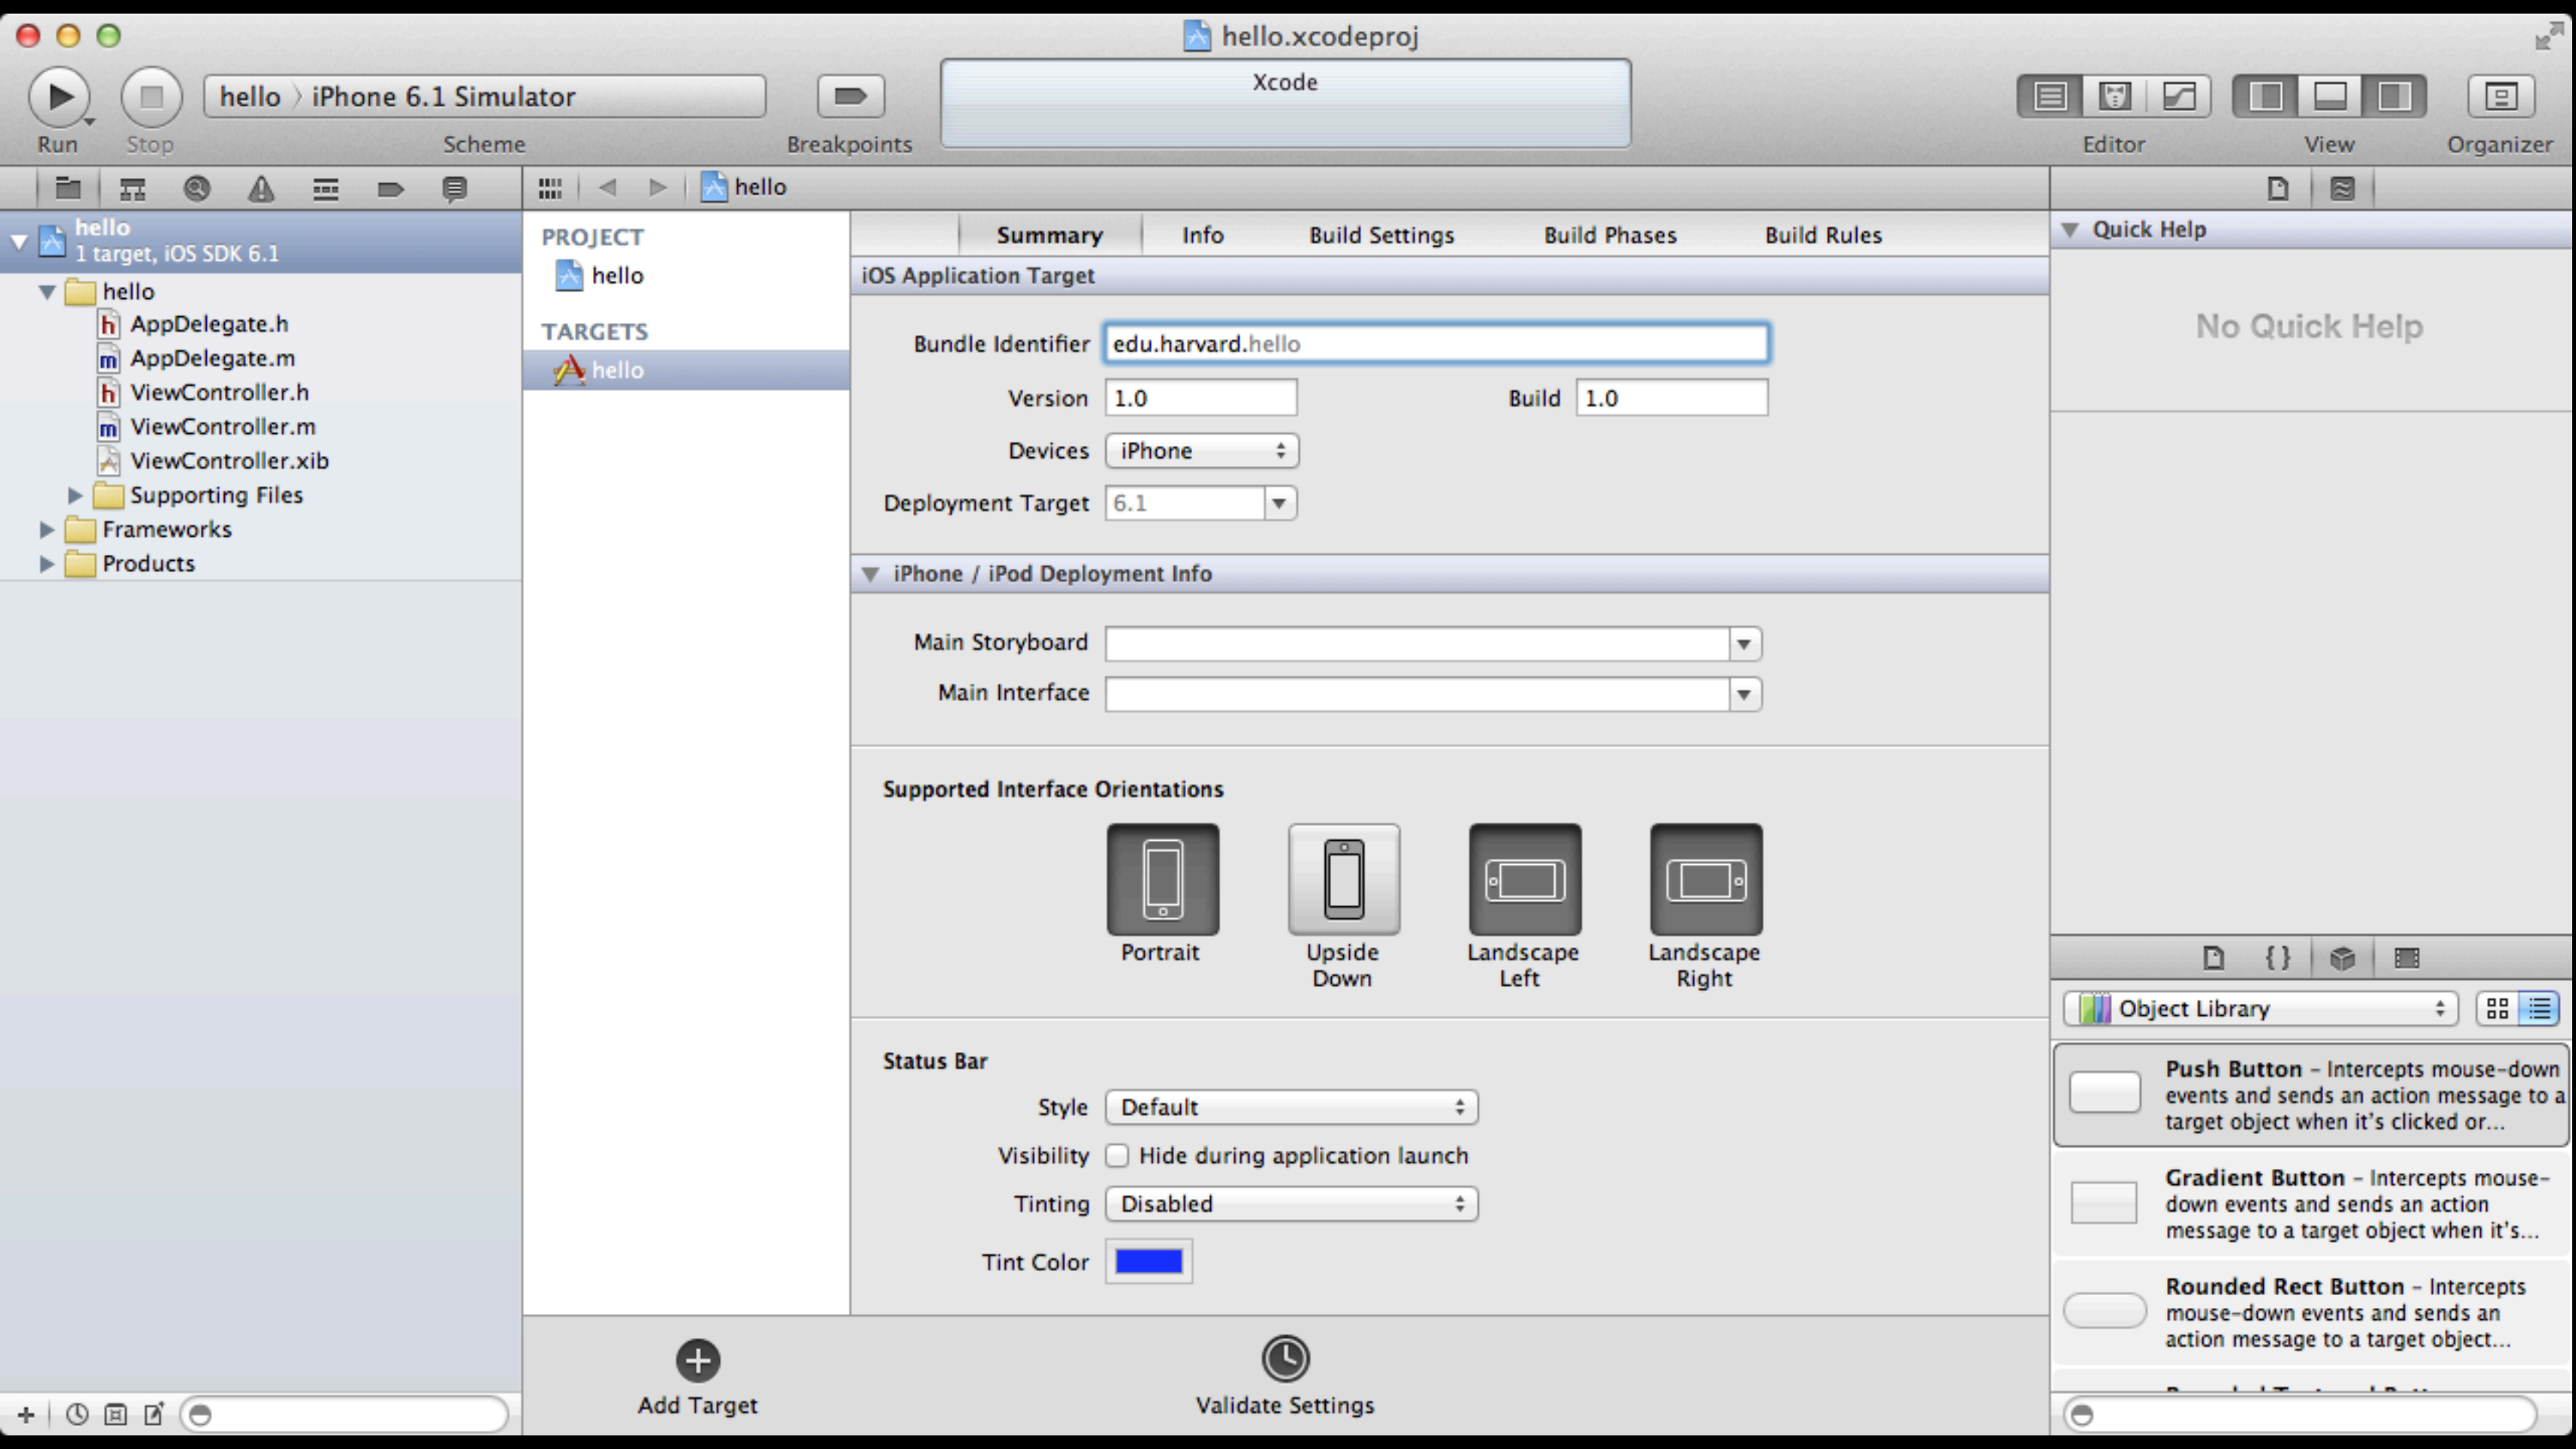 hello.xcodeproj
Xcode
hello 〉 iPhone 6.1 Simulator
Run
Stop
Scheme
Breakpoints
Editor
View
Organizer
hello
hello
1 target, iOS SDK 6.1
hello
AppDelegate.h
AppDelegate.m
ViewController.h
ViewController.m
ViewController.xib
Supporting Files
Frameworks
Products
PROJECT
hello
TARGETS
hello
Summary
Info
Build Settings
Build Phases
Build Rules
iOS Application Target
Bundle Identifier edu.harvard.hello
Version 1.0
Build 1.0
Devices iPhone
Deployment Target 6.1
iPhone / iPod Deployment Info
Main Storyboard
Main Interface
Supported Interface Orientations
Portrait
Upside
Down
Landscape
Left
Landscape
Right
Status Bar
Style Default
Visibility Hide during application launch
Tinting Disabled
Tint Color
Add Target
Validate Settings
Quick Help
No Quick Help
{}
Object Library
Push Button – Intercepts mouse-down
events and sends an action message to a
target object when it's clicked or...
Gradient Button – Intercepts mouse-
down events and sends an action
message to a target object when it's...
Rounded Rect Button – Intercepts
mouse-down events and sends an
action message to a target object...